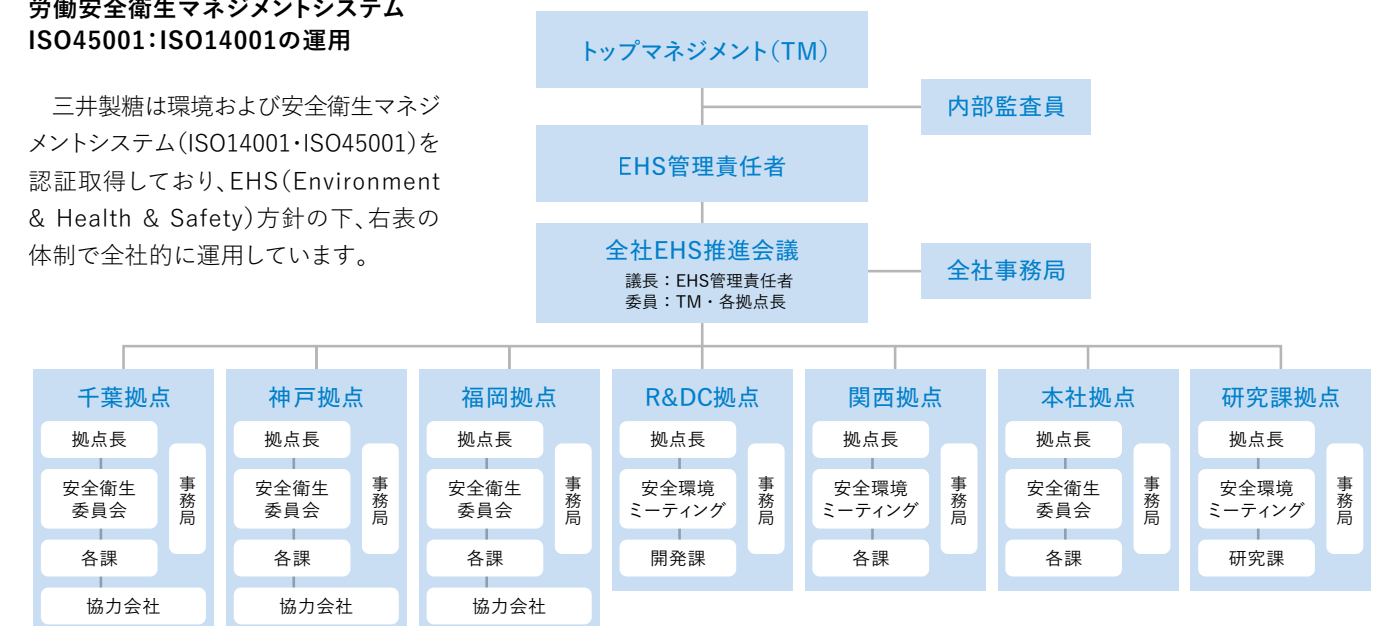 労働安全衛生マネジメントシステム
ISO45001：ISO14001の運用
三井製糖は環境および安全衛生マネジ
メントシステム（ISO14001・ISO45001）を
認証取得しており、EHS（Environment
& Health & Safety）方針の下、右表の
体制で全社的に運用しています。
トップマネジメント（TM）
内部監査員
EHS管理責任者
全社EHS推進会議
議長：EHS管理責任者
委員：TM・各拠点長
全社事務局
千葉拠点
拠点長
安全衛生
委員会
各課
協力会社
事務局
神戸拠点
拠点長
安全衛生
委員会
各課
協力会社
事務局
福岡拠点
拠点長
安全衛生
委員会
各課
協力会社
事務局
R&DC拠点
拠点長
安全環境
ミーティング
開発課
事務局
関西拠点
拠点長
安全環境
ミーティング
各課
事務局
本社拠点
拠点長
安全衛生
委員会
各課
事務局
研究課拠点
拠点長
安全環境
ミーティング
研究課
事務局